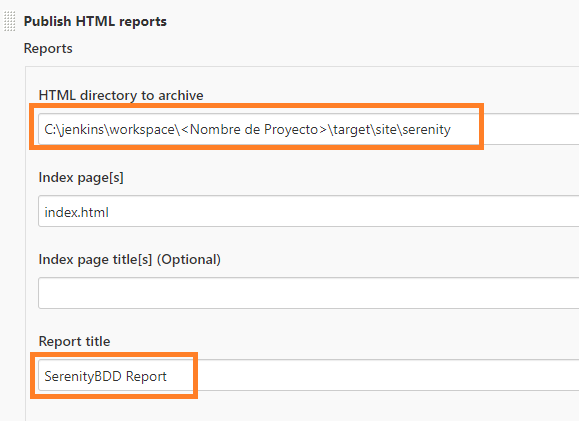 Publish HTML reports
Reports
HTML directory to archive
C:\jenkins\workspace\<Nombre de Proyecto>\target\site\serenity
Index page[s]
index.html
Index page title[s] (Optional)
Report title
SerenityBDD Report